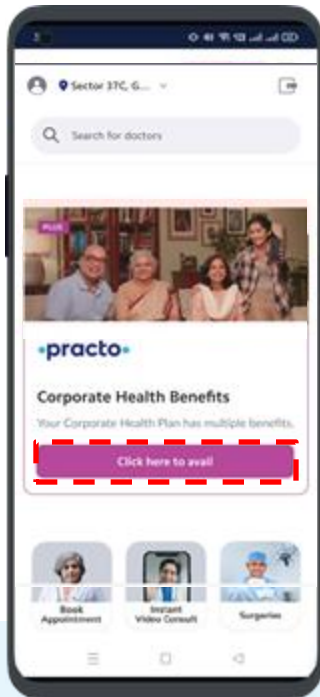 Sector 37C, G...
Search for doctors
PLUS
practo
Corporate Health Benefits
Your Corporate Health Plan has multiple benefits.
Click here to avail
Book
Appointment
Instant
Video Consult
Surgeries